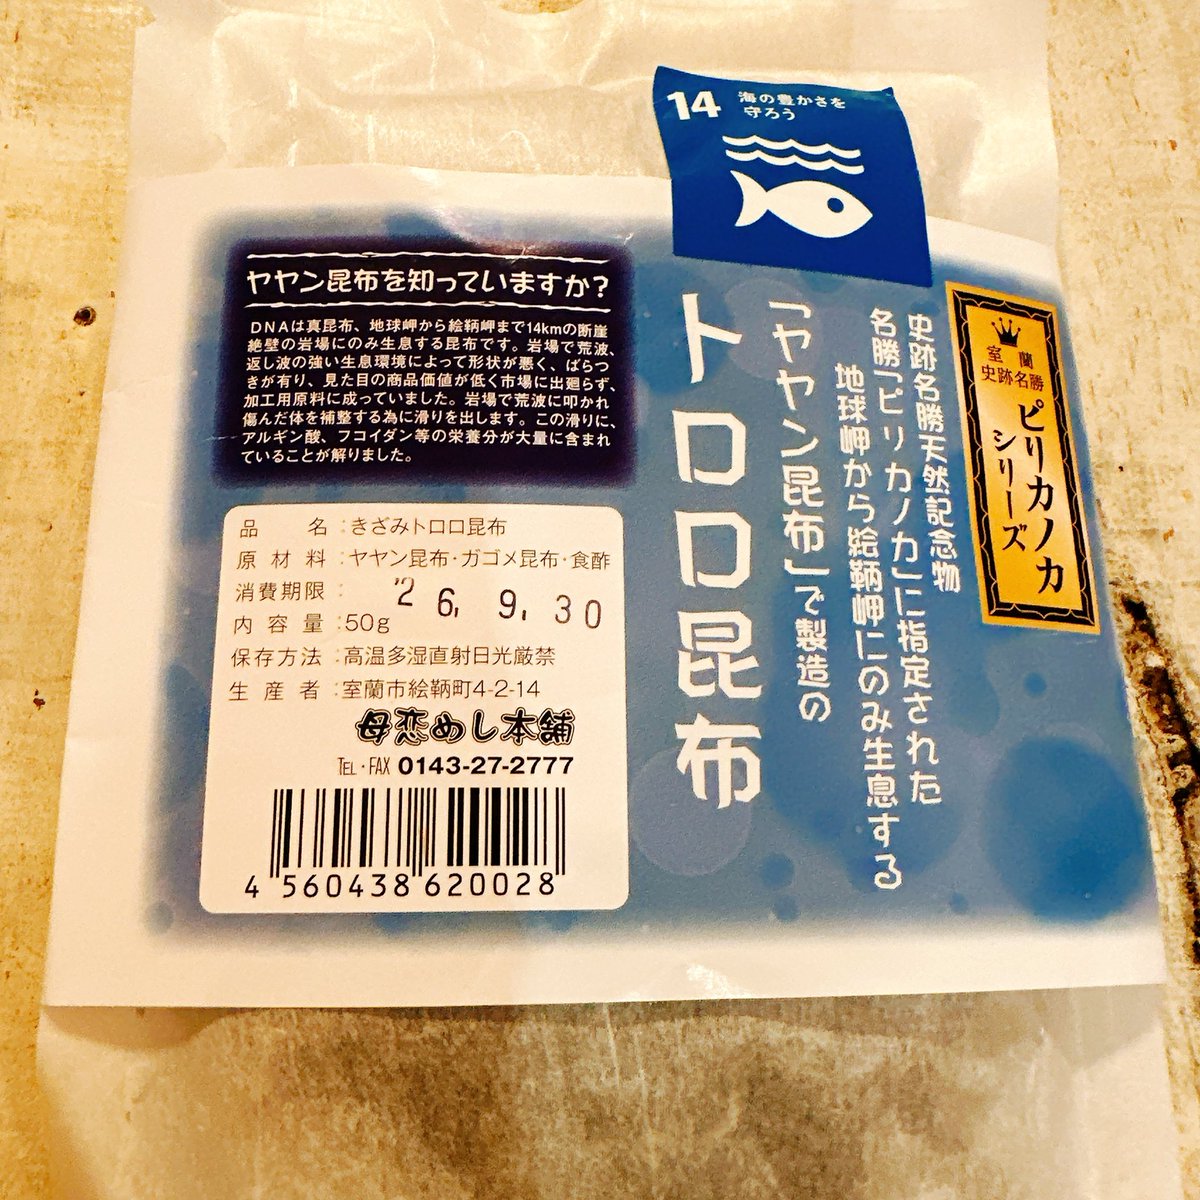 14 海の豊かさを
守ろう
室蘭
史跡名勝
ピリカノカ
シリーズ
史跡名勝天然記念物
名勝「ピリカノカ」に指定された
地球岬から絵鞆岬にのみ生息する
「ヤヤン昆布」で製造の
トロロ昆布
ヤヤン昆布を知っていますか?
DNAは真昆布、地球岬から絵鞆岬まで14kmの断崖
絶壁の岩場にのみ生息する昆布です。岩場で荒波、
返し波の強い生息環境によって形状が悪く、ばらつ
きが有り、見た目の商品価値が低く市場に出廻らず、
加工用原料に成っていました。岩場で荒波に叩かれ
傷んだ体を補整する為に滑りを出します。この滑りに、
アルギン酸、フコイダン等の栄養分が大量に含まれ
ていることが解りました。
品名:きざみトロロ昆布
原材料:ヤヤン昆布・ガゴメ昆布・食酢
消費期限: '26, 9, 30
内容量:50g
保存方法:高温多湿直射日光厳禁
生産者:室蘭市絵鞆町4-2-14
母恋めし本舗
TEL・FAX 0143-27-2777
4 560438 620028